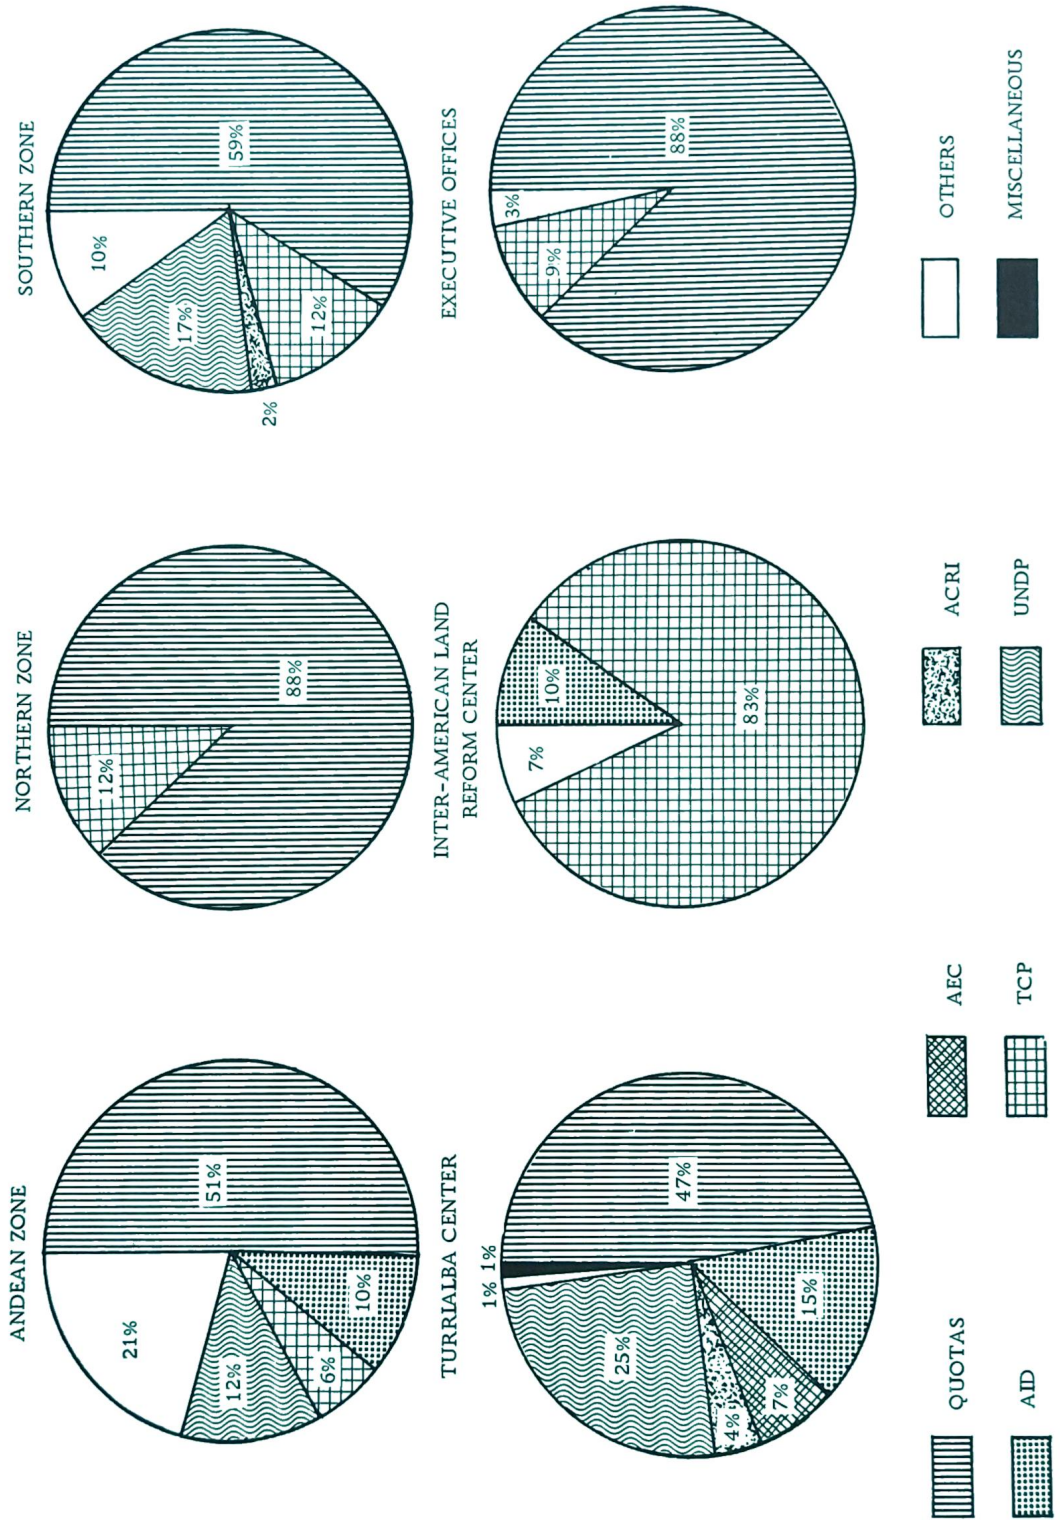 ANDEAN ZONE
51%
10%
6%
12%
21%
NORTHERN ZONE
88%
12%
SOUTHERN ZONE
59%
12%
2%
17%
10%
TURRIALBA CENTER
47%
15%
7%
4%
25%
1% 1%
INTER-AMERICAN LAND
REFORM CENTER
10%
83%
7%
EXECUTIVE OFFICES
88%
9%
3%
QUOTAS
AEC
ACRI
OTHERS
AID
TCP
UNDP
MISCELLANEOUS